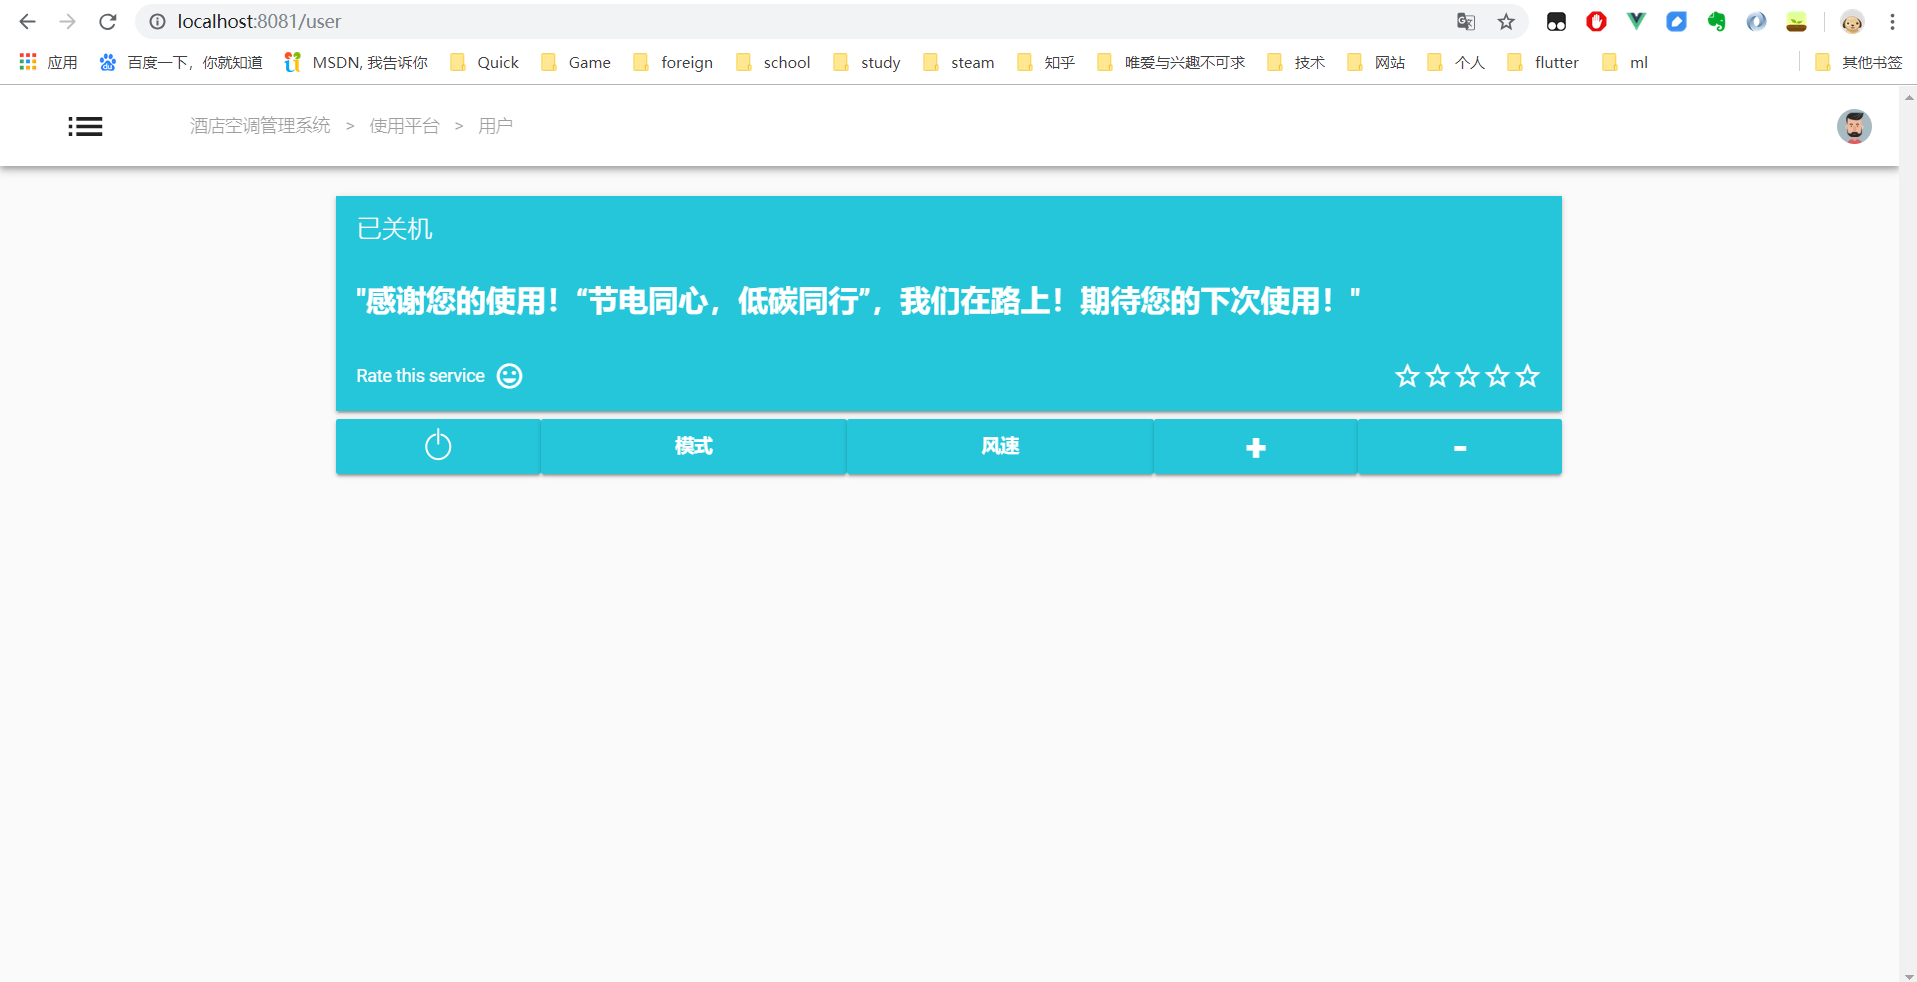 localhost:8081/user
应用 百度一下，你就知道 MSDN, 我告诉你 Quick Game foreign school study steam 知乎 唯爱与兴趣不可求 技术 网站 个人 flutter ml 其他书签
酒店空调管理系统 > 使用平台 > 用户
已关机
"感谢您的使用！“节电同心，低碳同行”，我们在路上！期待您的下次使用！"
Rate this service
模式 风速 + -